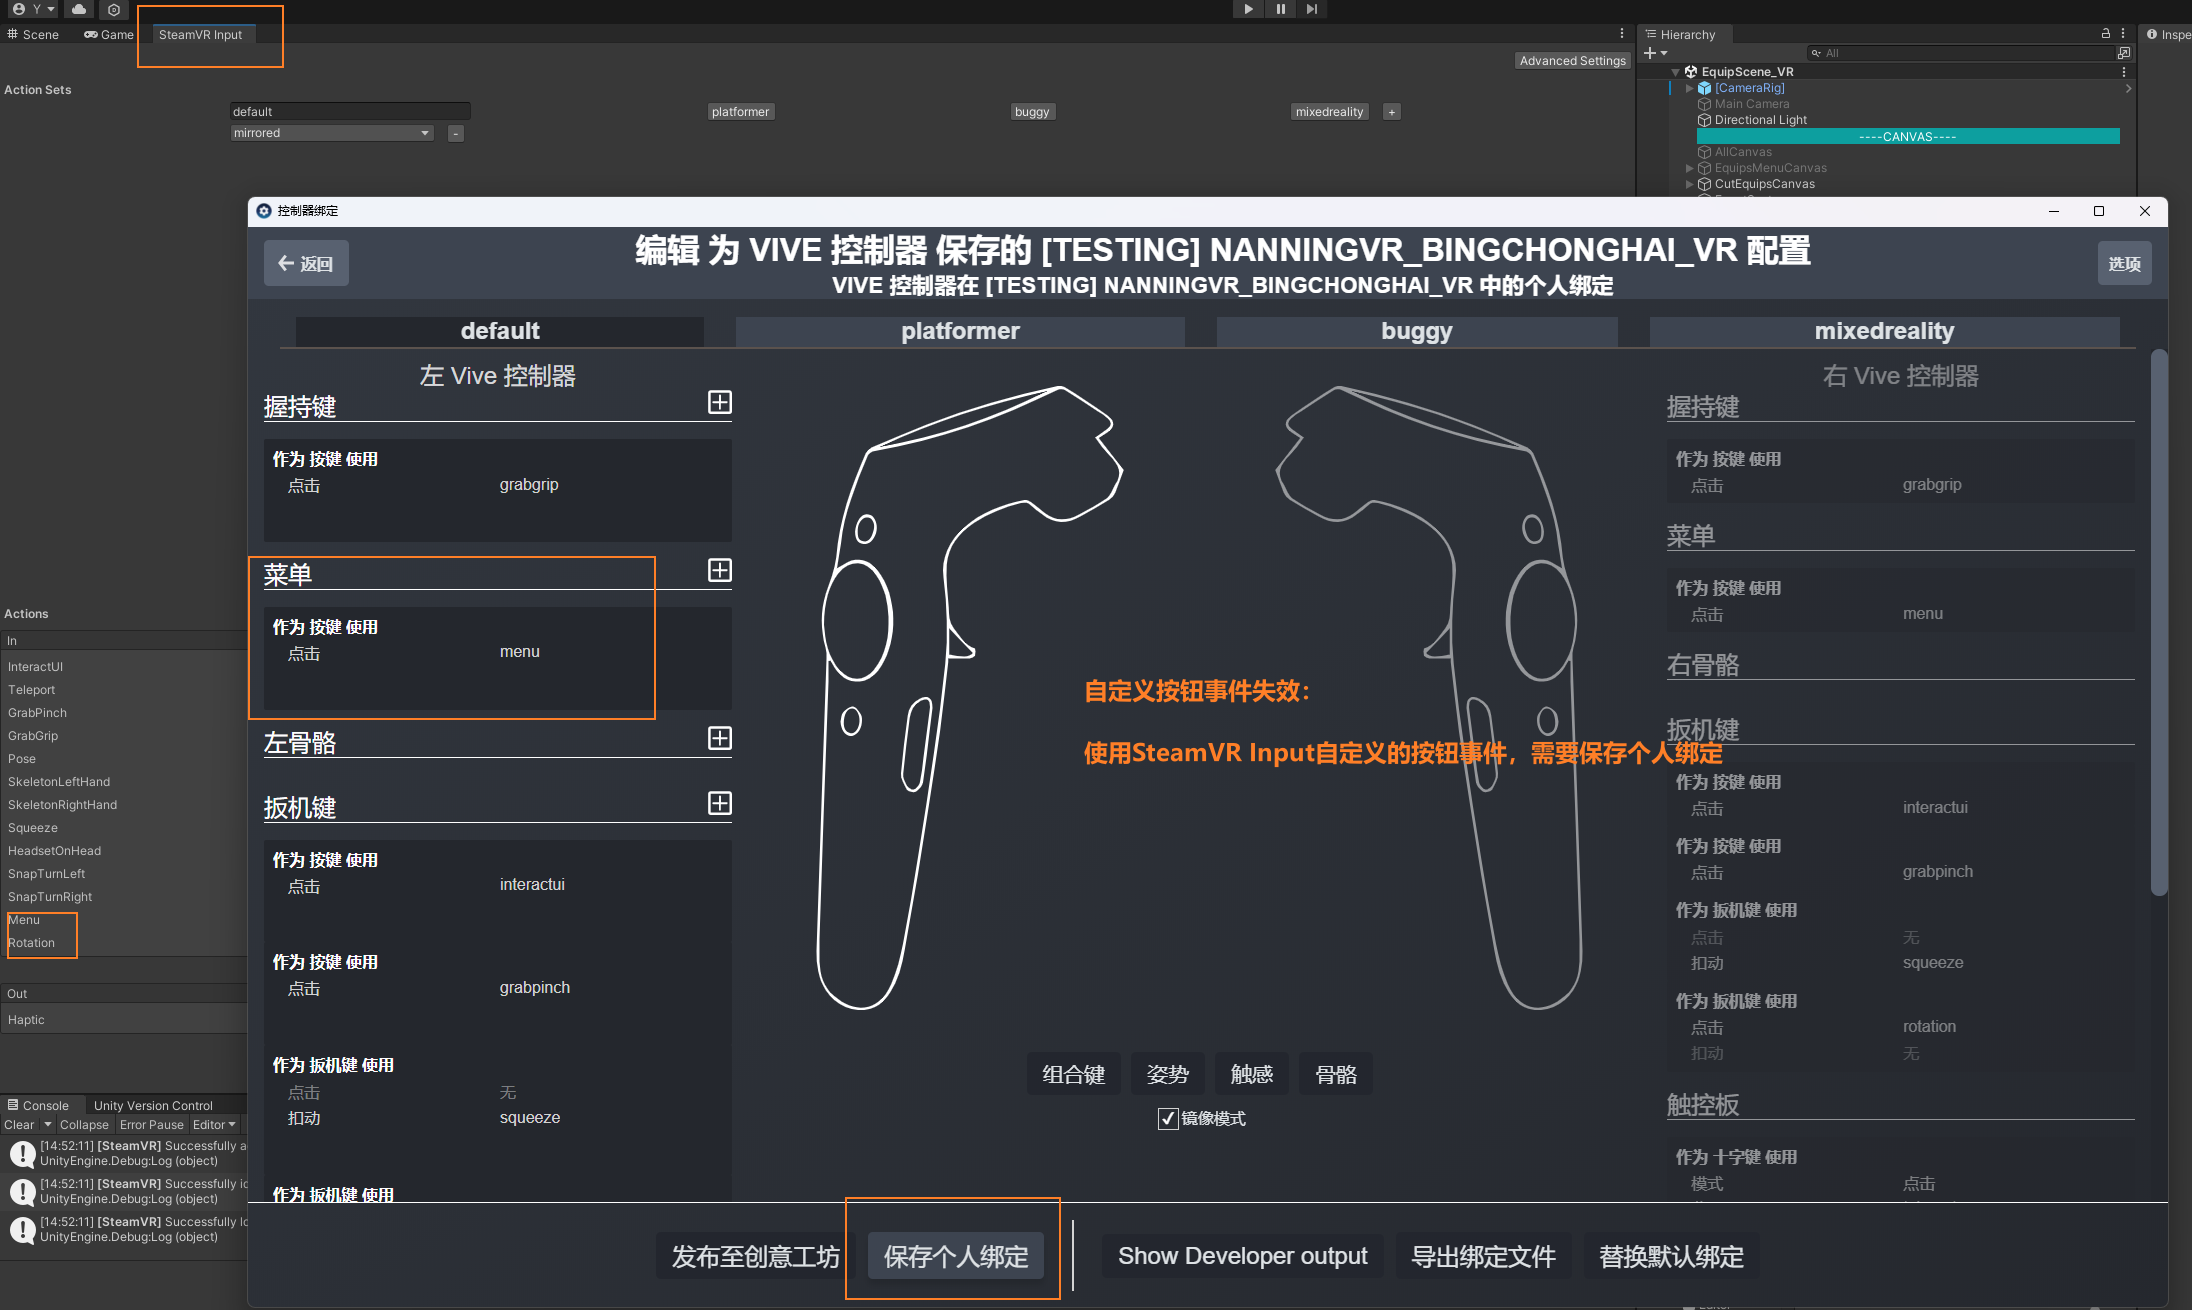 Y
Scene
Game
SteamVR Input
Hierarchy
Inspe
Advanced Settings
All
EquipScene_VR
[CameraRig]
Main Camera
Directional Light
----CANVAS----
AllCanvas
EquipsMenuCanvas
CutEquipsCanvas
Action Sets
default
platformer
buggy
mixedreality
+
mirrored
-
控制器绑定
返回
编辑 为 VIVE 控制器 保存的 [TESTING] NANNINGVR_BINGCHONGHAI_VR 配置
VIVE 控制器在 [TESTING] NANNINGVR_BINGCHONGHAI_VR 中的个人绑定
选项
default
platformer
buggy
mixedreality
左 Vive 控制器
握持键
作为 按键 使用
点击 grabgrip
菜单
作为 按键 使用
点击 menu
左骨骼
扳机键
作为 按键 使用
点击 interactui
作为 按键 使用
点击 grabpinch
作为 扳机键 使用
点击 无
扣动 squeeze
作为 扳机键 使用
自定义按钮事件失效：
使用SteamVR Input自定义的按钮事件，需要保存个人绑定
右 Vive 控制器
握持键
作为 按键 使用
点击 grabgrip
菜单
作为 按键 使用
点击 menu
右骨骼
扳机键
作为 按键 使用
点击 interactui
作为 按键 使用
点击 grabpinch
作为 扳机键 使用
点击 无
扣动 squeeze
作为 扳机键 使用
点击 rotation
扣动 无
触控板
作为 十字键 使用
模式 点击
组合键
姿势
触感
骨骼
镜像模式
发布至创意工坊
保存个人绑定
Show Developer output
导出绑定文件
替换默认绑定
Actions
In
InteractUI
Teleport
GrabPinch
GrabGrip
Pose
SkeletonLeftHand
SkeletonRightHand
Squeeze
HeadsetOnHead
SnapTurnLeft
SnapTurnRight
Menu
Rotation
Out
Haptic
Console
Unity Version Control
Clear
Collapse
Error Pause
Editor
[14:52:11] [SteamVR] Successfully a
UnityEngine.Debug:Log (object)
[14:52:11] [SteamVR] Successfully lo
UnityEngine.Debug:Log (object)
[14:52:11] [SteamVR] Successfully lo
UnityEngine.Debug:Log (object)